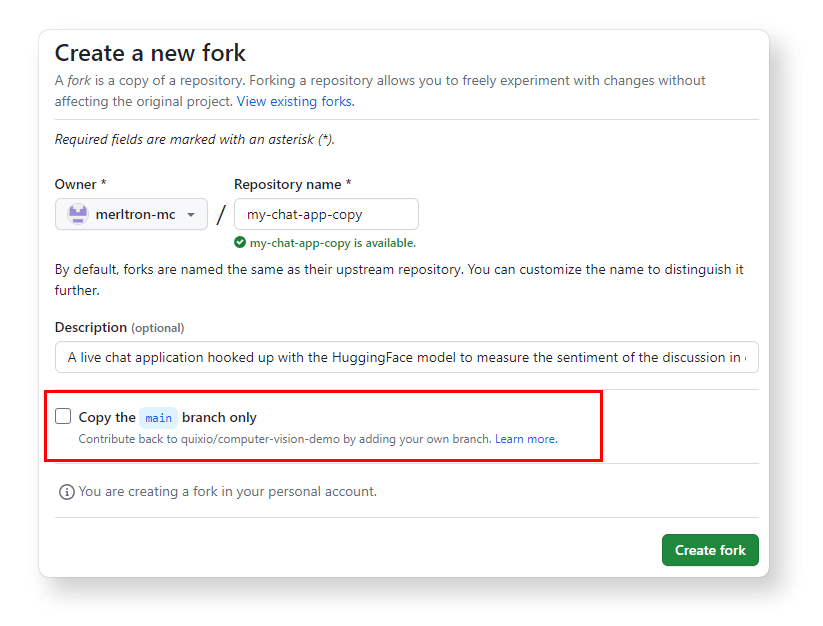 Create a new fork
A fork is a copy of a repository. Forking a repository allows you to freely experiment with changes without
affecting the original project. View existing forks.
Required fields are marked with an asterisk (*).
Owner *
Repository name *
merltron-mc
/
my-chat-app-copy
my-chat-app-copy is available.
By default, forks are named the same as their upstream repository. You can customize the name to distinguish it
further.
Description (optional)
A live chat application hooked up with the HuggingFace model to measure the sentiment of the discussion in
Copy the main branch only
Contribute back to quixio/computer-vision-demo by adding your own branch. Learn more.
You are creating a fork in your personal account.
Create fork